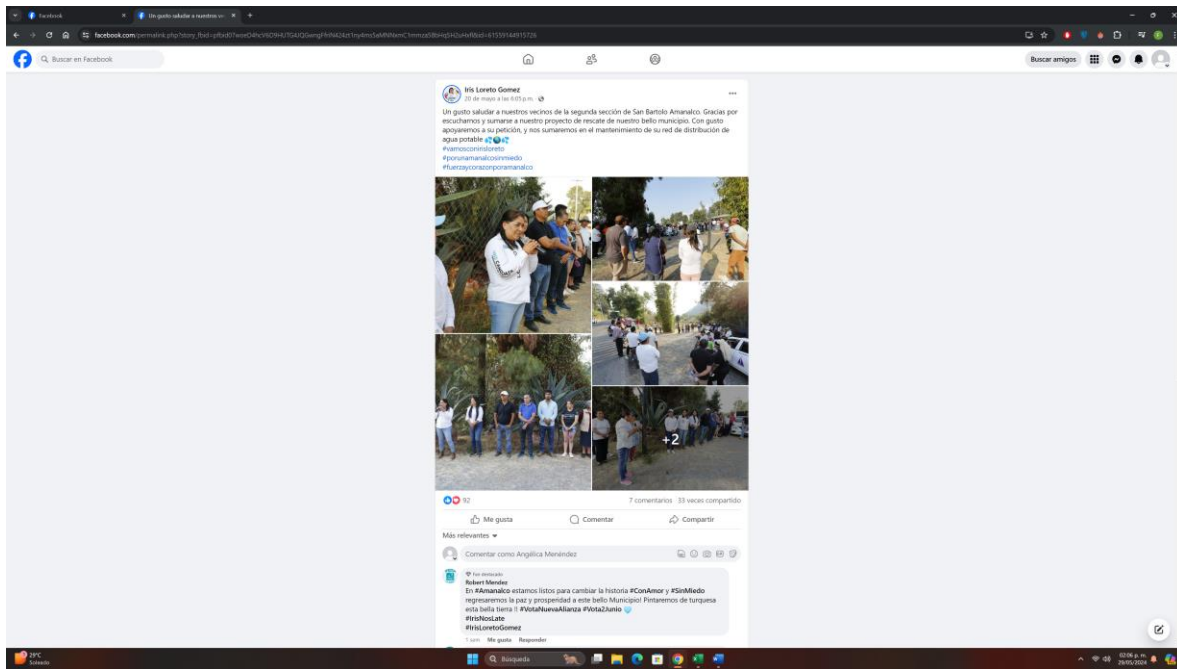 Facebook
Un gusto saludar a nuestros ve
facebook.com/permalink.php?story_fbid=
Buscar en Facebook
Buscar amigos
Iris Loreto Gomez
20 de mayo a las 6:05 p.m.
Un gusto saludar a nuestros vecinos de la segunda sección de San Bartolo Amanalco. Gracias por
escucharnos y sumarse a nuestro proyecto de rescate de nuestro bello municipio. Con gusto
apoyaremos a su petición, y nos sumaremos en el mantenimiento de su red de distribución de
agua potable 💦🌎💦
#vamosconirisloreto
#porunamanalcosinmiedo
#fuerzaycorazonporamanalco
+2
92
7 comentarios 33 veces compartido
Me gusta
Comentar
Compartir
Más relevantes
Comentar como Angélica Menéndez
Fan destacado
Robert Mendez
En #Amanalco estamos listos para cambiar la historia #ConAmor y #SinMiedo
regresaremos la paz y prosperidad a este bello Municipio! Pintaremos de turquesa
esta bella tierra !! #VotaNuevaAlianza #Vota2Junio
#IrisNosLate
#IrisLoretoGomez
1 sem Me gusta Responder
29°C
Soleado
Búsqueda
02:06 p. m.
29/05/2024